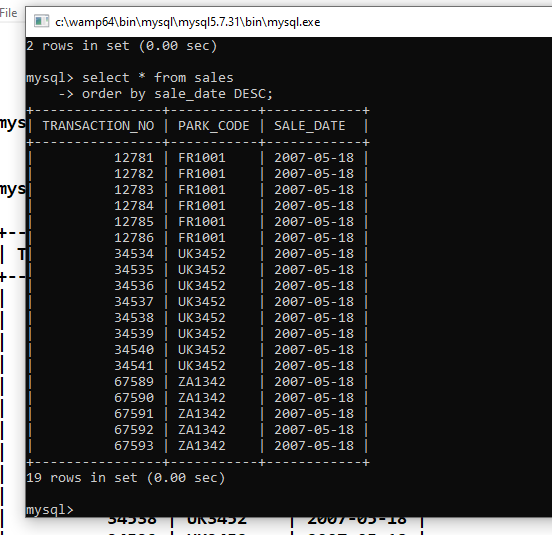 File
c:\wamp64\bin\mysql\mysql5.7.31\bin\mysql.exe
2 rows in set (0.00 sec)
mysql> select * from sales
    -> order by sale_date DESC;
+----------------+-----------+------------+
| TRANSACTION_NO | PARK_CODE | SALE_DATE  |
+----------------+-----------+------------+
|          12781 | FR1001    | 2007-05-18 |
|          12782 | FR1001    | 2007-05-18 |
|          12783 | FR1001    | 2007-05-18 |
|          12784 | FR1001    | 2007-05-18 |
|          12785 | FR1001    | 2007-05-18 |
|          12786 | FR1001    | 2007-05-18 |
|          34534 | UK3452    | 2007-05-18 |
|          34535 | UK3452    | 2007-05-18 |
|          34536 | UK3452    | 2007-05-18 |
|          34537 | UK3452    | 2007-05-18 |
|          34538 | UK3452    | 2007-05-18 |
|          34539 | UK3452    | 2007-05-18 |
|          34540 | UK3452    | 2007-05-18 |
|          34541 | UK3452    | 2007-05-18 |
|          67589 | ZA1342    | 2007-05-18 |
|          67590 | ZA1342    | 2007-05-18 |
|          67591 | ZA1342    | 2007-05-18 |
|          67592 | ZA1342    | 2007-05-18 |
|          67593 | ZA1342    | 2007-05-18 |
+----------------+-----------+------------+
19 rows in set (0.00 sec)
mysql>
mys
mys
+--
| T
+--
34538 | UK3452    | 2007-05-18 |